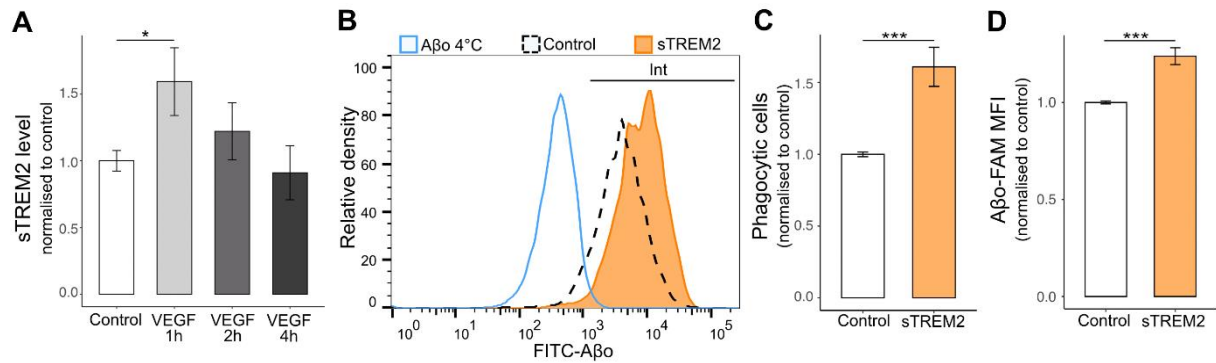 A
sTREM2 level
normalised to control
1.5
1.0
0.5
0.0
*
Control
VEGF
1h
VEGF
2h
VEGF
4h
B
Aβo 4°C
Control
sTREM2
Int
Relative density
100
80
60
40
20
0
10⁰
10¹
10²
10³
10⁴
10⁵
FITC-Aβo
C
Phagocytic cells
(normalised to control)
1.5
1.0
0.5
0.0
***
Control
sTREM2
D
Aβo-FAM MFI
(normalised to control)
1.0
0.5
0.0
***
Control
sTREM2